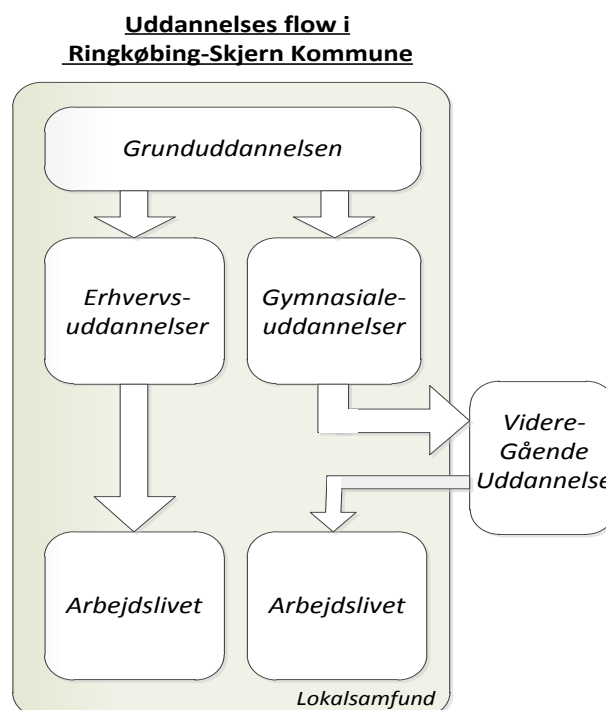 Uddannelses flow i
Ringkøbing-Skjern Kommune
Grunduddannelsen
Erhvervs-
uddannelser
Gymnasiale-
uddannelser
Videre-
Gående
Uddannelse
Arbejdslivet
Arbejdslivet
Lokalsamfund